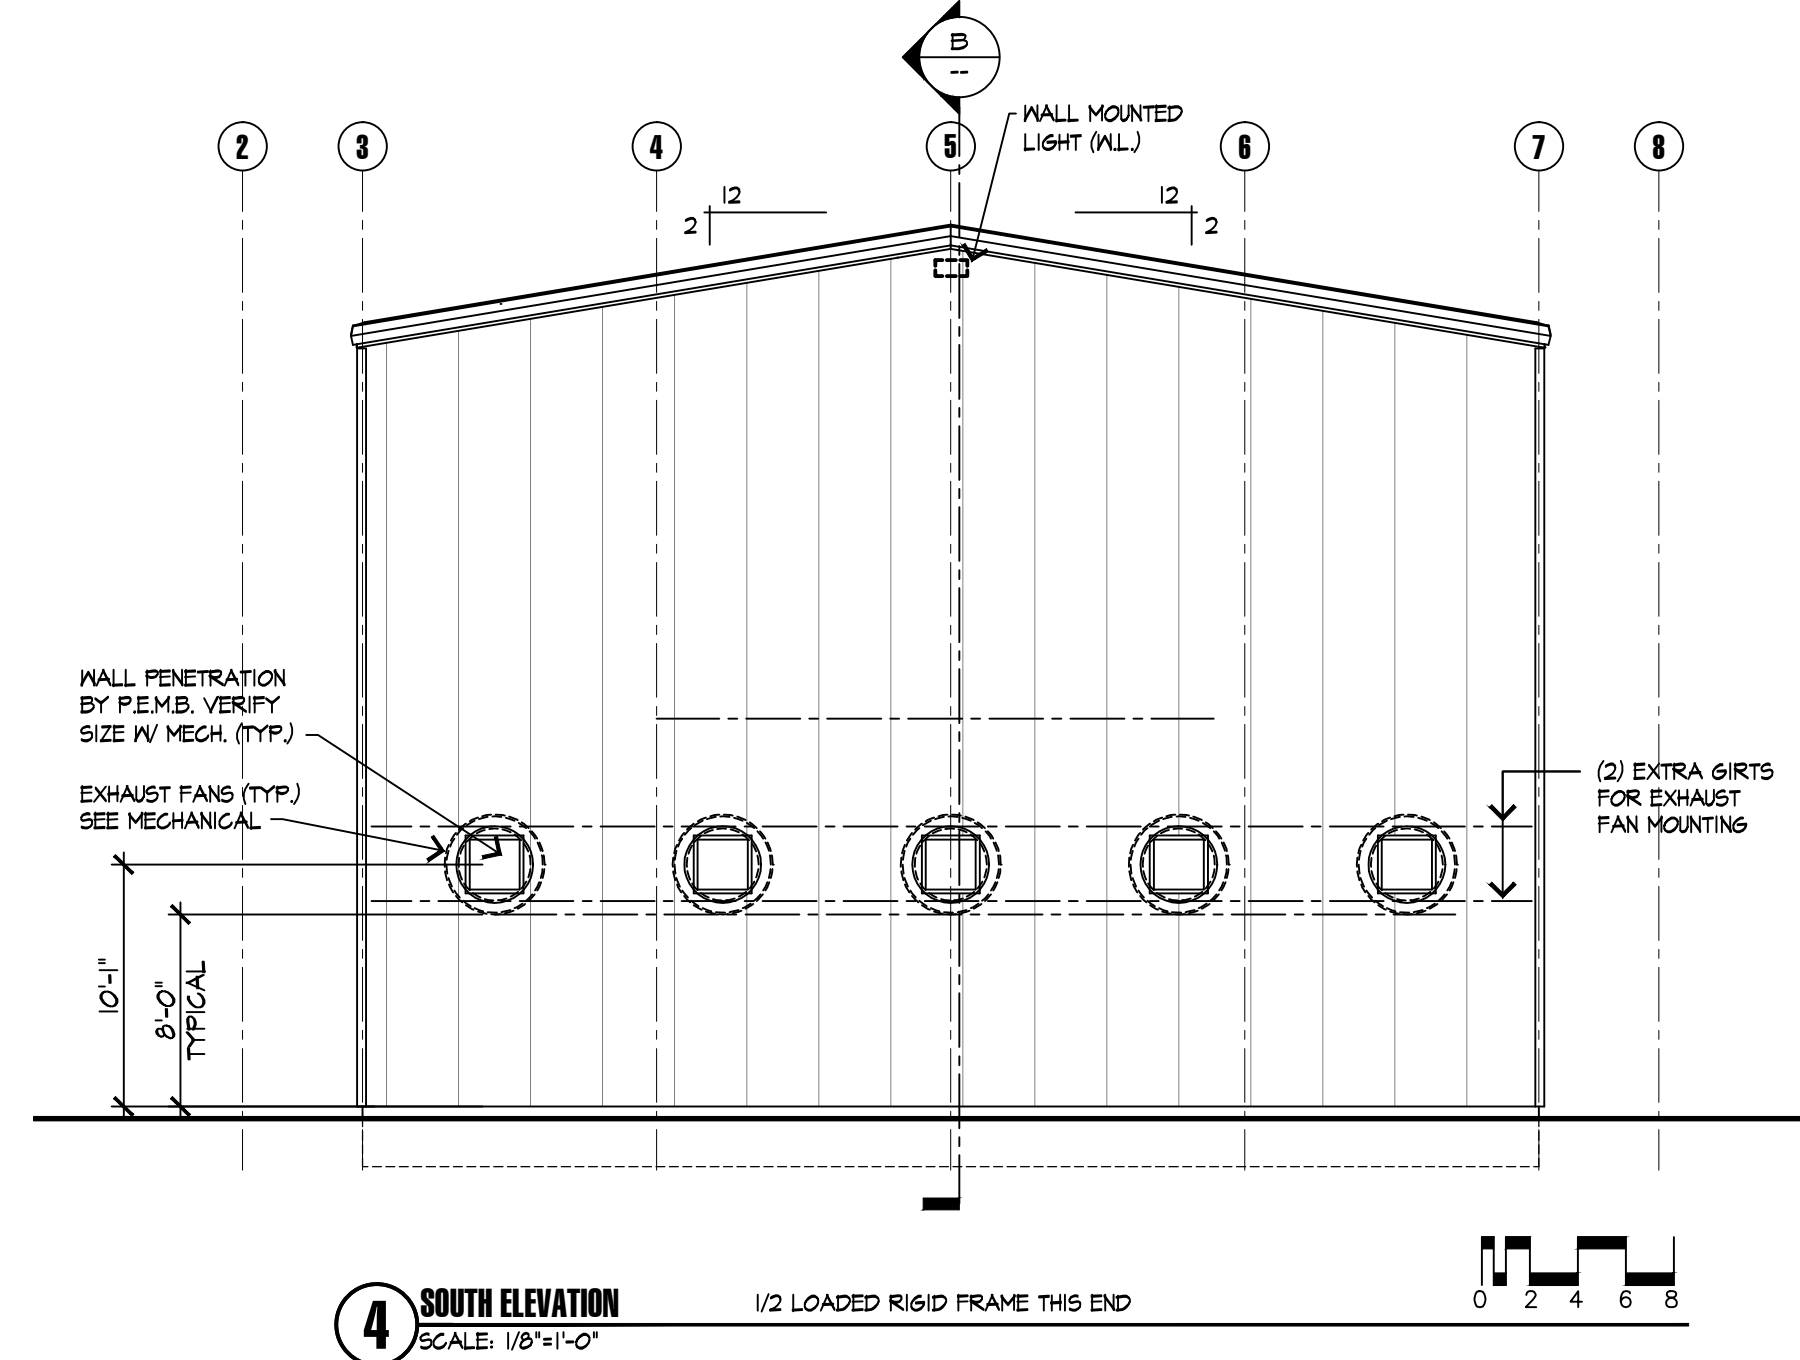 B
--
WALL MOUNTED
LIGHT (W.L.)
2
3
4
5
6
7
8
12
2
12
2
WALL PENETRATION
BY P.E.M.B. VERIFY
SIZE W/ MECH. (TYP.)
EXHAUST FANS (TYP.)
SEE MECHANICAL
(2) EXTRA GIRTS
FOR EXHAUST
FAN MOUNTING
10'-1"
8'-0"
TYPICAL
0 2 4 6 8
4
SOUTH ELEVATION
1/2 LOADED RIGID FRAME THIS END
SCALE: 1/8"=1'-0"